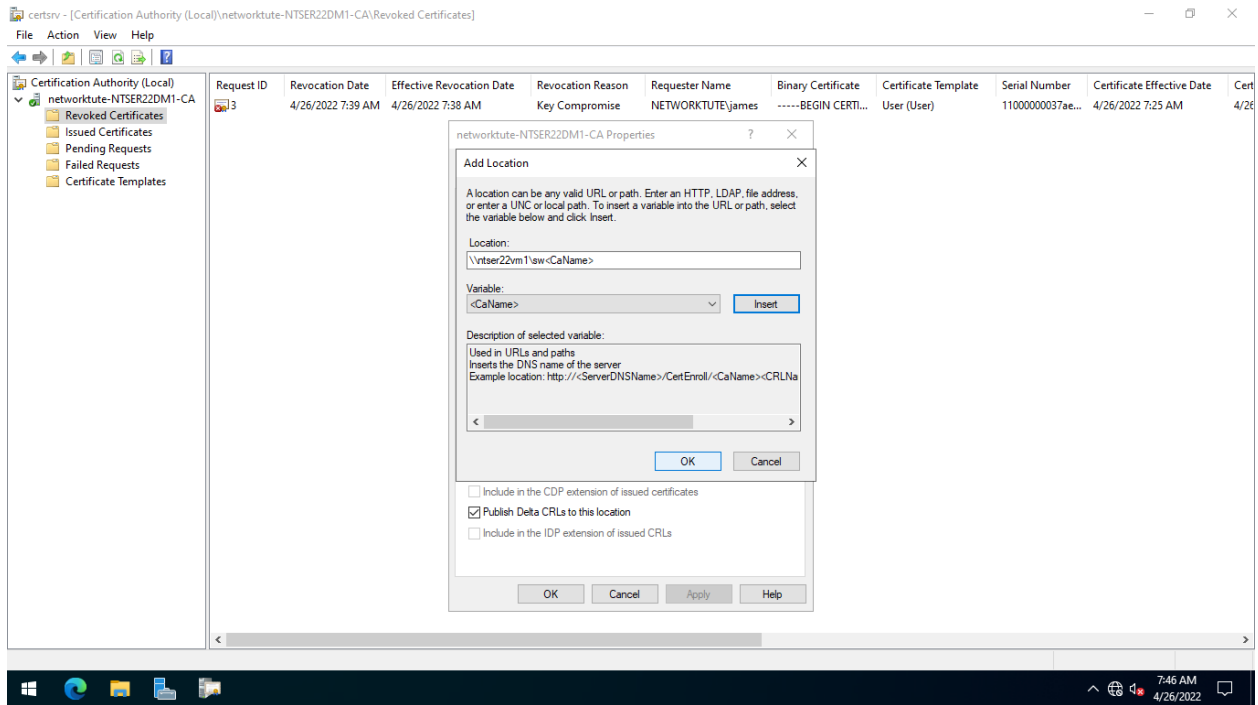 certsrv - [Certification Authority (Local)\networktute-NTSER22DM1-CA\Revoked Certificates]
File Action View Help
Certification Authority (Local)
networktute-NTSER22DM1-CA
Revoked Certificates
Issued Certificates
Pending Requests
Failed Requests
Certificate Templates
Request ID Revocation Date Effective Revocation Date Revocation Reason Requester Name Binary Certificate Certificate Template Serial Number Certificate Effective Date Cert
3 4/26/2022 7:39 AM 4/26/2022 7:38 AM Key Compromise NETWORKTUTE\james -----BEGIN CERTI... User (User) 11000000037ae... 4/26/2022 7:25 AM 4/26
networktute-NTSER22DM1-CA Properties ?
Add Location
A location can be any valid URL or path. Enter an HTTP, LDAP, file address,
or enter a UNC or local path. To insert a variable into the URL or path, select
the variable below and click Insert.
Location:
\\ntser22vm1\sw<CaName>
Variable:
<CaName> Insert
Description of selected variable:
Used in URLs and paths
Inserts the DNS name of the server
Example location: http://<ServerDNSName>/CertEnroll/<CaName><CRLNa
OK Cancel
Include in the CDP extension of issued certificates
Publish Delta CRLs to this location
Include in the IDP extension of issued CRLs
OK Cancel Apply Help
7:46 AM
4/26/2022